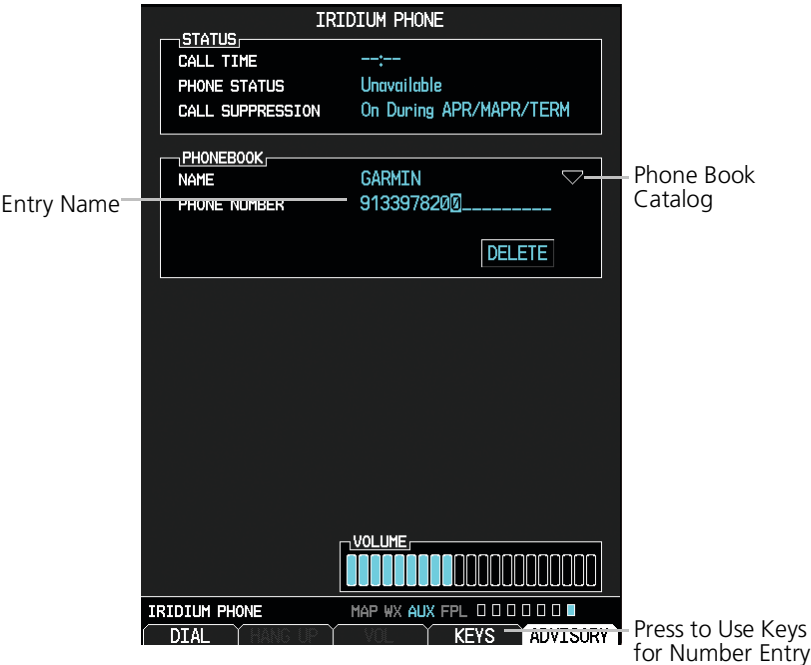 IRIDIUM PHONE
STATUS
CALL TIME --:--
PHONE STATUS Unavailable
CALL SUPPRESSION On During APR/MAPR/TERM
PHONEBOOK
NAME GARMIN
PHONE NUMBER 9133978200_________
DELETE
Entry Name
Phone Book
Catalog
VOLUME
IRIDIUM PHONE MAP WX AUX FPL
DIAL HANG UP VOL KEYS ADVISORY
Press to Use Keys
for Number Entry